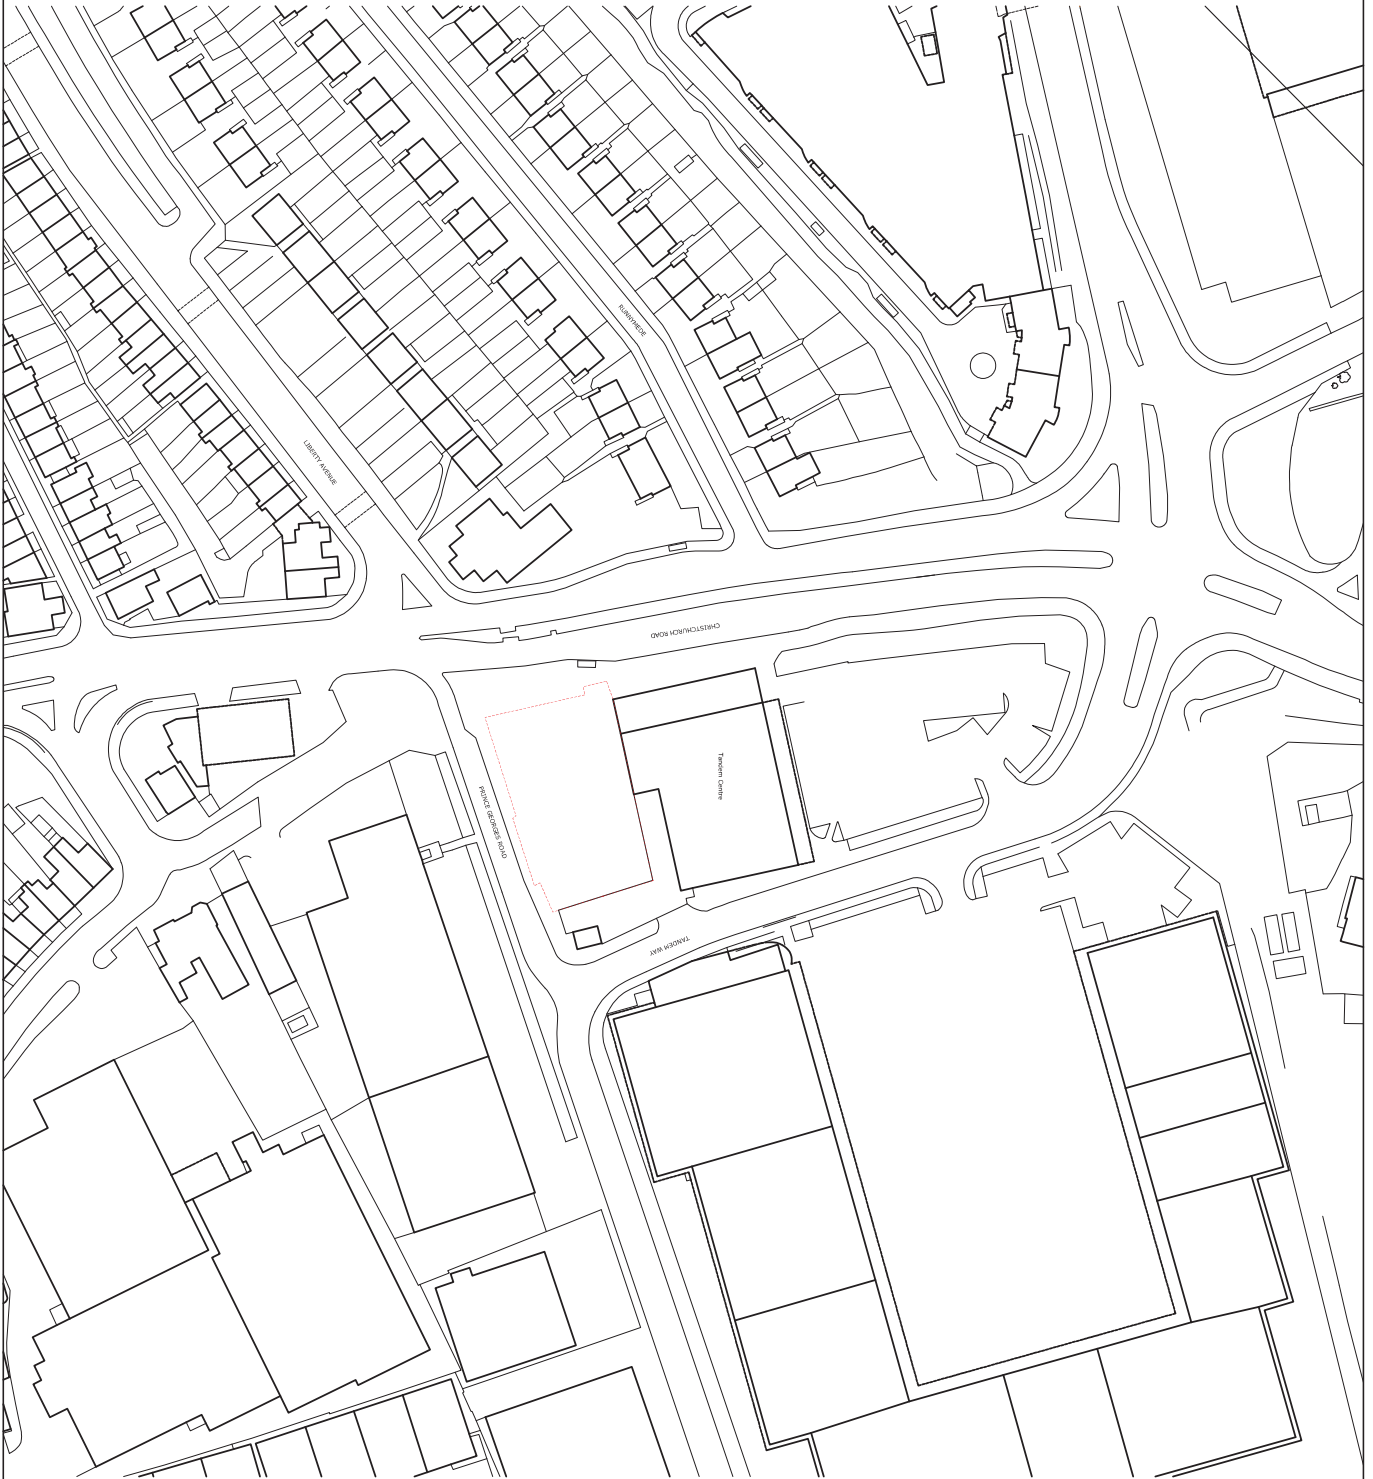 RUNNYMEDE
LIBERTY AVENUE
CHRISTCHURCH ROAD
Tandem Centre
PRINCE GEORGES ROAD
TANDEM WAY